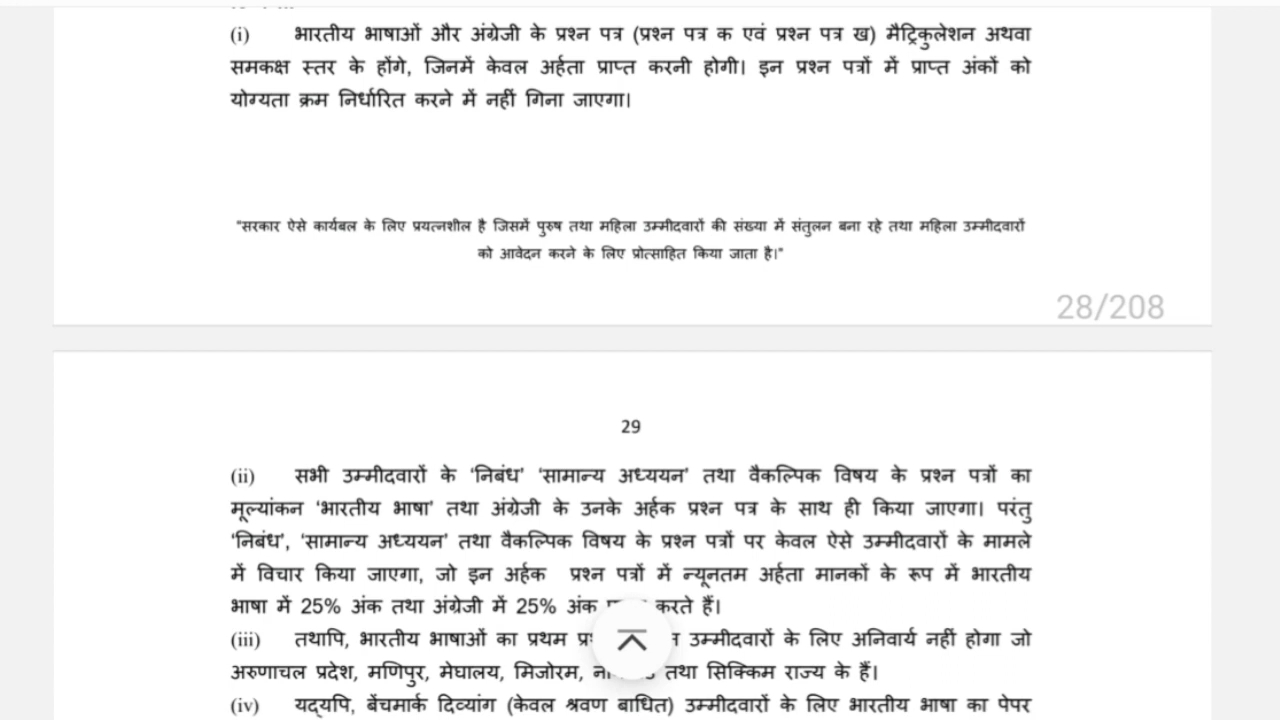 (i) भारतीय भाषाओं और अंग्रेजी के प्रश्न पत्र (प्रश्न पत्र क एवं प्रश्न पत्र ख) मैट्रिकुलेशन अथवा
समकक्ष स्तर के होंगे, जिनमें केवल अर्हता प्राप्त करनी होगी। इन प्रश्न पत्रों में प्राप्त अंकों को
योग्यता क्रम निर्धारित करने में नहीं गिना जाएगा।
"सरकार ऐसे कार्यबल के लिए प्रयत्नशील है जिसमें पुरुष तथा महिला उम्मीदवारों की संख्या में संतुलन बना रहे तथा महिला उम्मीदवारों
को आवेदन करने के लिए प्रोत्साहित किया जाता है।"
28/208
29
(ii) सभी उम्मीदवारों के ‘निबंध’ ‘सामान्य अध्ययन’ तथा वैकल्पिक विषय के प्रश्न पत्रों का
मूल्यांकन ‘भारतीय भाषा’ तथा अंग्रेजी के उनके अर्हक प्रश्न पत्र के साथ ही किया जाएगा। परंतु
‘निबंध’, ‘सामान्य अध्ययन’ तथा वैकल्पिक विषय के प्रश्न पत्रों पर केवल ऐसे उम्मीदवारों के मामले
में विचार किया जाएगा, जो इन अर्हक प्रश्न पत्रों में न्यूनतम अर्हता मानकों के रूप में भारतीय
भाषा में 25% अंक तथा अंग्रेजी में 25% अंक करते हैं।
(iii) तथापि, भारतीय भाषाओं का प्रथम उम्मीदवारों के लिए अनिवार्य नहीं होगा जो
अरुणाचल प्रदेश, मणिपुर, मेघालय, मिजोरम, तथा सिक्किम राज्य के हैं।
(iv) यद्यपि, बेंचमार्क दिव्यांग (केवल श्रवण बाधित) उम्मीदवारों के लिए भारतीय भाषा का पेपर